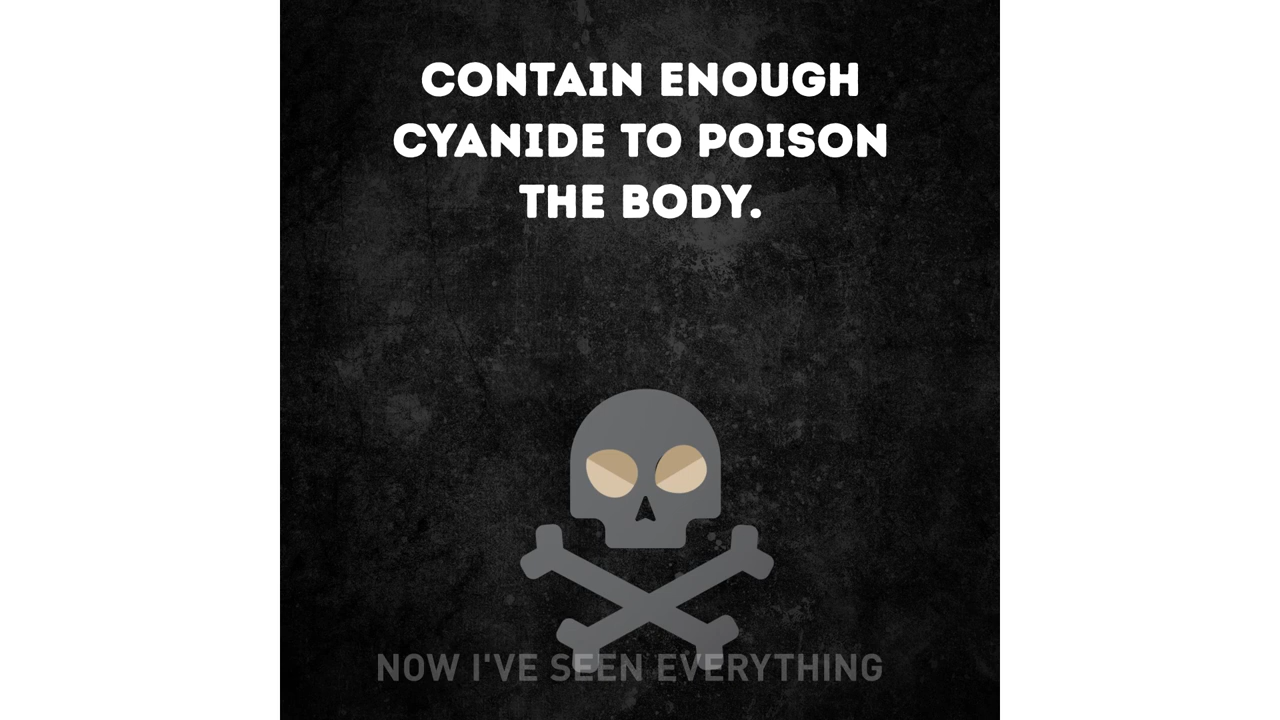 CONTAIN ENOUGH
CYANIDE TO POISON
THE BODY.
NOW I'VE SEEN EVERYTHING